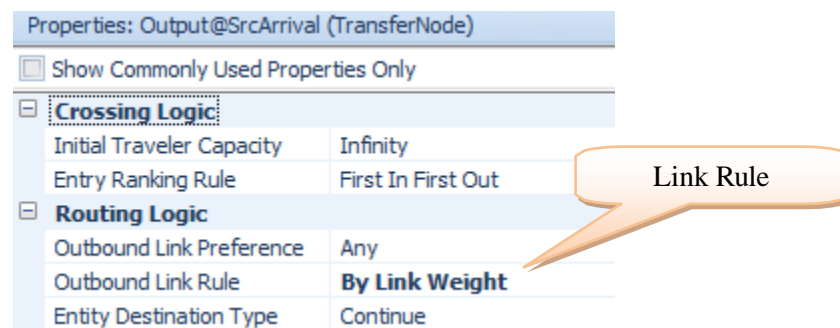 Properties: Output@SrcArrival (TransferNode)
Show Commonly Used Properties Only
Crossing Logic
Initial Traveler Capacity Infinity
Entry Ranking Rule First In First Out
Link Rule
Routing Logic
Outbound Link Preference Any
Outbound Link Rule By Link Weight
Entity Destination Type Continue